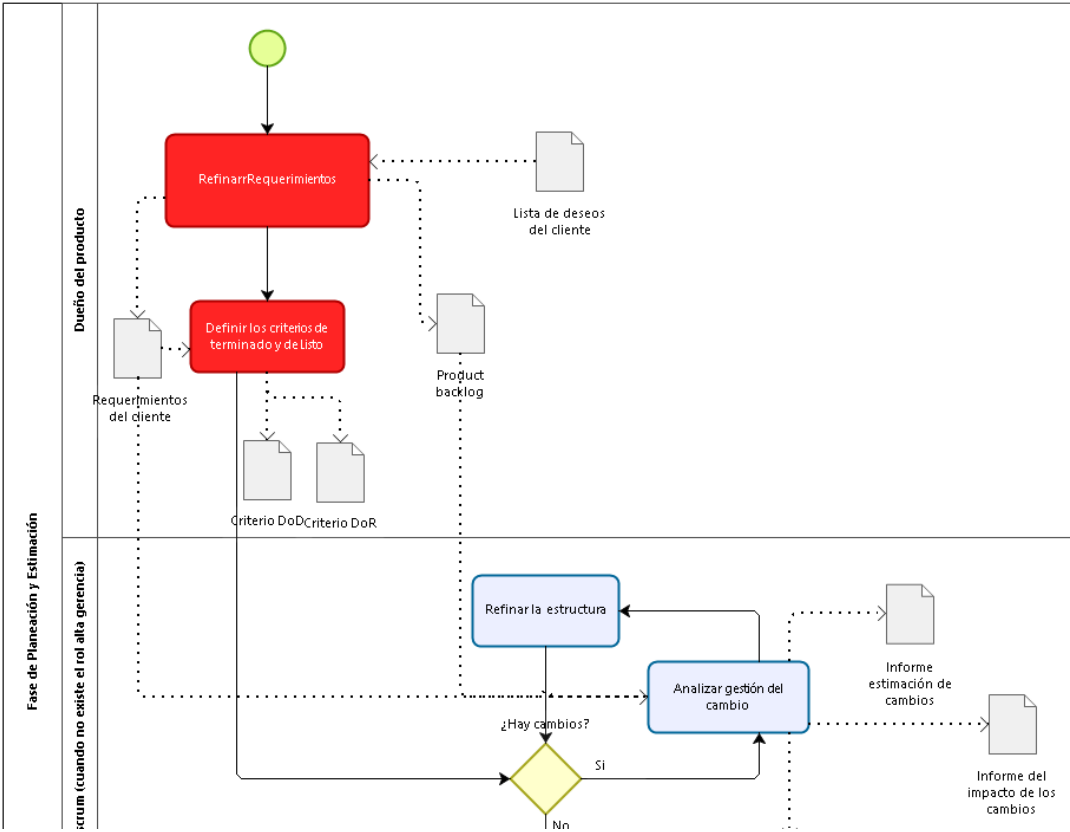 Fase de Planeación y Estimación
Dueño del producto
RefinarrRequerimientos
Lista de deseos
del cliente
Definir los criterios de
terminado y de Listo
Requerimientos
del cliente
Product
backlog
Criterio DoD
Criterio DoR
scrum (cuando no existe el rol alta gerencia)
Refinar la estructura
Analizar gestión del
cambio
Informe
estimación de
cambios
¿Hay cambios?
Si
Informe del
impacto de los
cambios
No